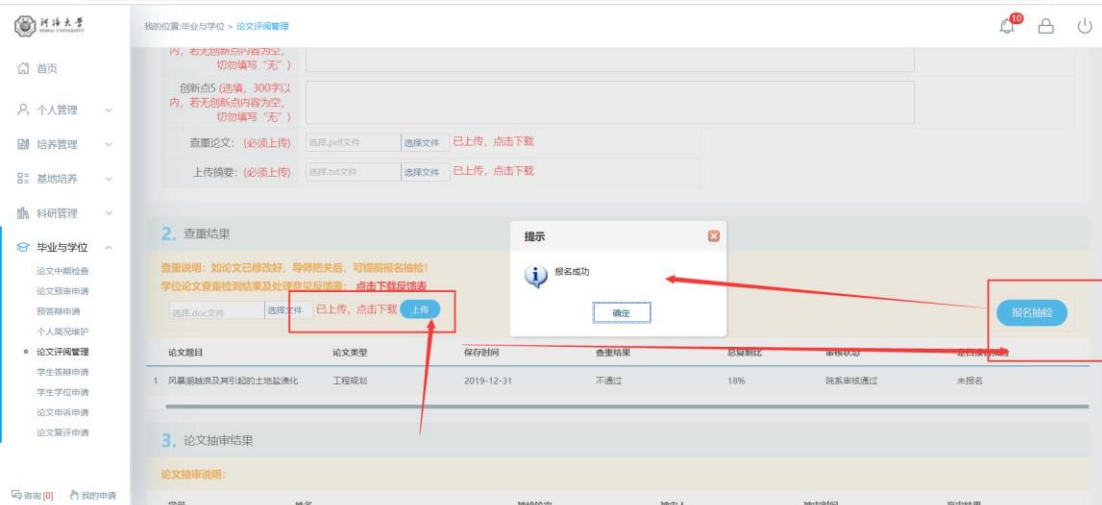 河海大学
HOHAI UNIVERSITY
我的位置:毕业与学位 > 论文评阅管理
10
首页
个人管理
培养管理
基地培养
科研管理
毕业与学位
论文中期检查
论文预审申请
预答辩申请
个人简况维护
论文评阅管理
学生答辩申请
学生学位申请
论文申诉申请
论文复评申请
咨询[0] 我的申请
内，若无创新点内容为空，
切勿填写“无”)
创新点5 (选填，300字以
内，若无创新点内容为空，
切勿填写“无”)
查重论文： (必须上传) 选择.pdf文件 选择文件 已上传，点击下载
上传摘要： (必须上传) 选择.txt文件 选择文件 已上传，点击下载
2. 查重结果
查重说明：如论文已修改好，导师把关后，可提前报名抽检！
学位论文查重检测结果及处理意见反馈表：点击下载反馈表
选择.doc文件 选择文件 已上传，点击下载 上传
报名抽检
提示
报名成功
确定
论文题目 论文类型 保存时间 查重结果 总复制比 审核状态
1 风暴潮越浪及其引起的土地盐渍化 工程规划 2019-12-31 不通过 18% 院系审核通过 未报名
3. 论文抽审结果
论文抽审说明：
学号 姓名